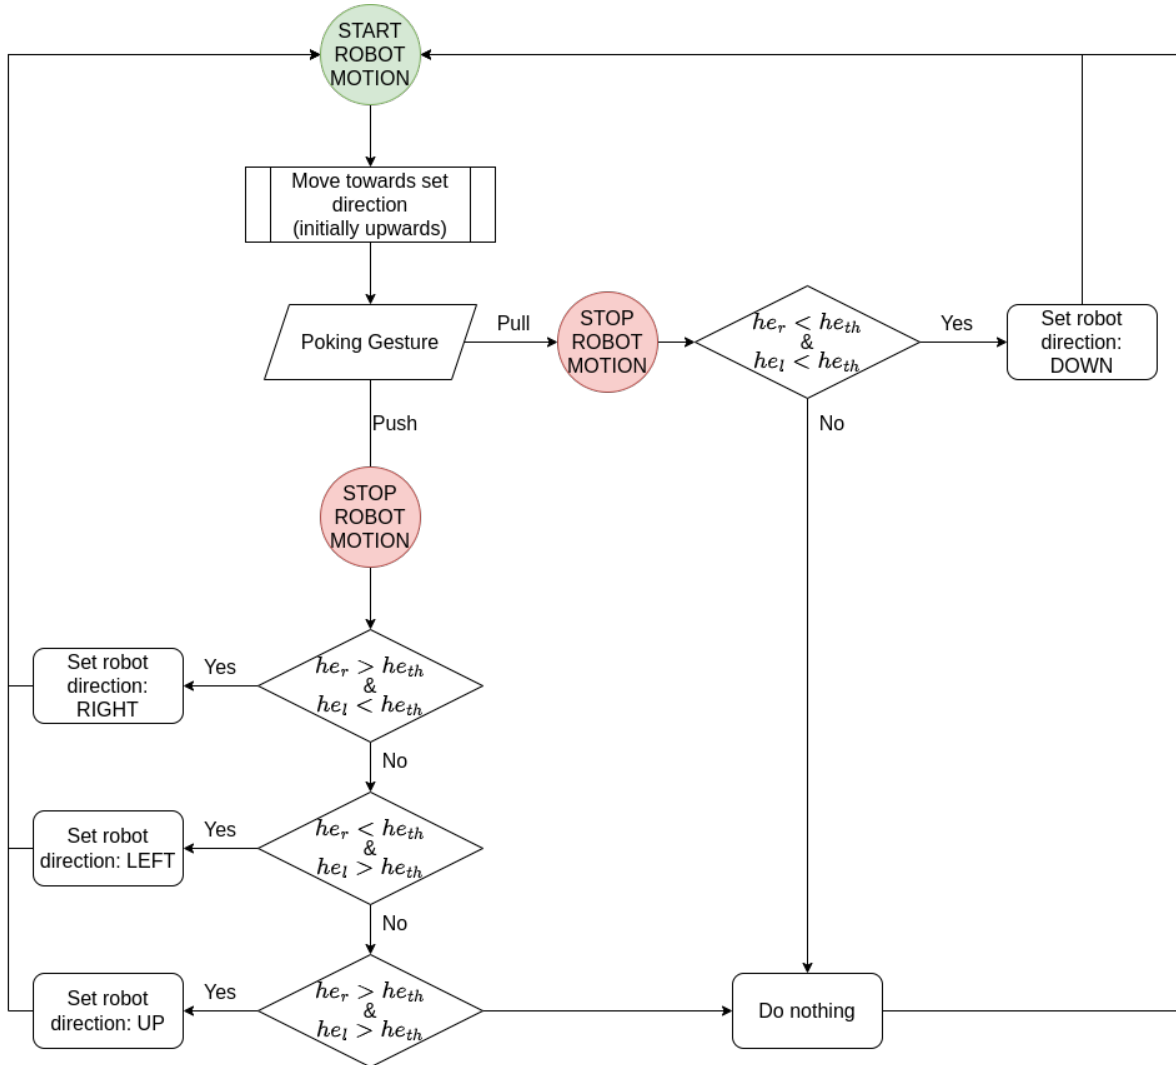 START
ROBOT
MOTION
Move towards set
direction
(initially upwards)
Poking Gesture
Pull
STOP
ROBOT
MOTION
he_r < he_th
&
he_l < he_th
Yes
Set robot
direction:
DOWN
No
Push
STOP
ROBOT
MOTION
he_r > he_th
&
he_l < he_th
Yes
Set robot
direction:
RIGHT
No
he_r < he_th
&
he_l > he_th
Yes
Set robot
direction: LEFT
No
he_r > he_th
&
he_l > he_th
Yes
Set robot
direction: UP
Do nothing